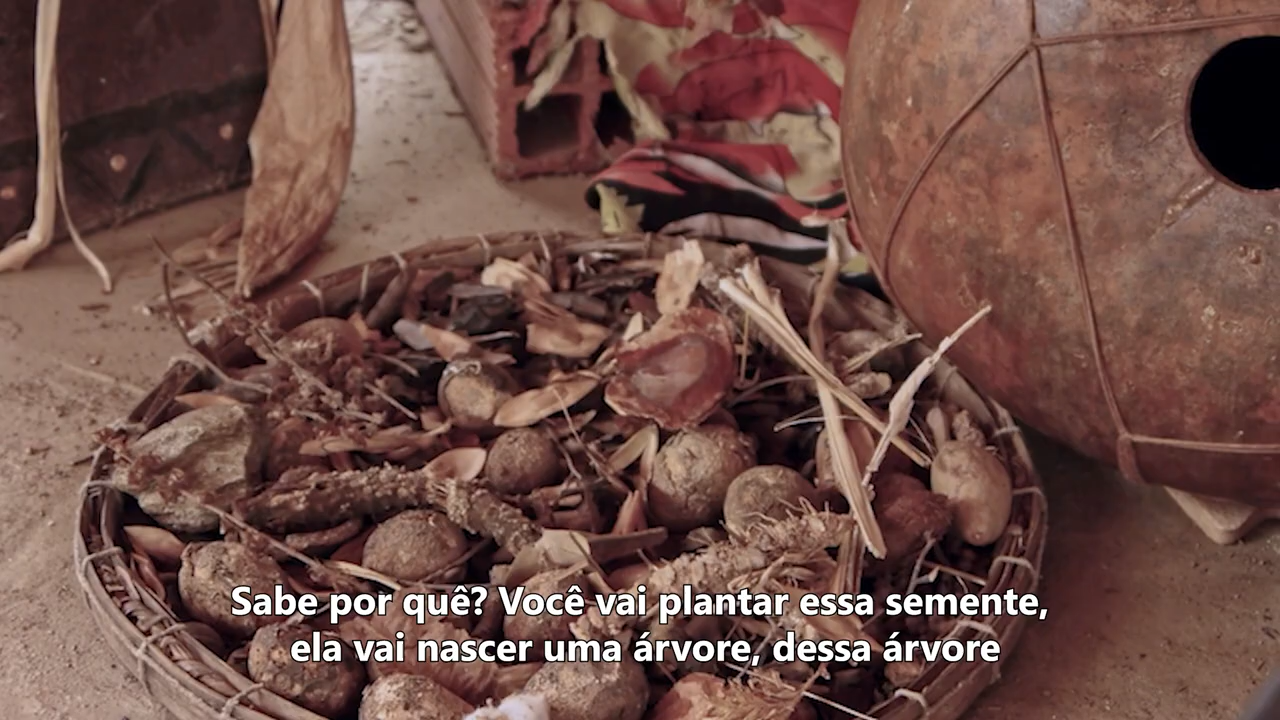 Sabe por quê? Você vai plantar essa semente,
ela vai nascer uma árvore, dessa árvore